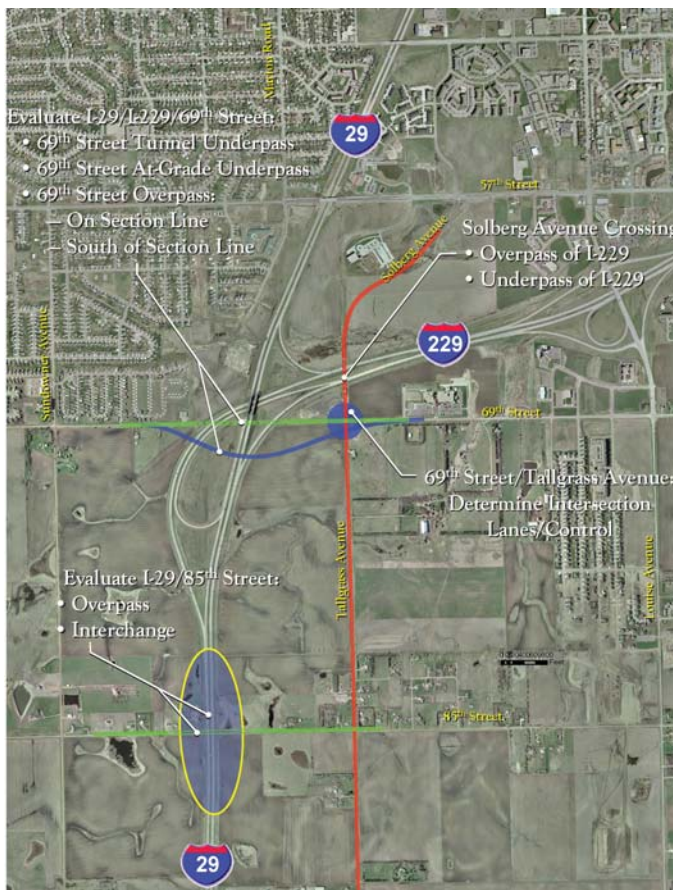 Marion Road
Evaluate I-29/I-229/69th Street:
• 69th Street Tunnel Underpass
• 69th Street At-Grade Underpass
• 69th Street Overpass:
– On Section Line
– South of Section Line
29
57th Street
Solberg Avenue
Solberg Avenue Crossing
• Overpass of I-229
• Underpass of I-229
229
Sundowner Avenue
69th Street
69th Street/Tallgrass Avenue:
Determine Intersection
Lanes/Control
Tallgrass Avenue
Louise Avenue
Evaluate I-29/85th Street:
• Overpass
• Interchange
Feet
85th Street
29